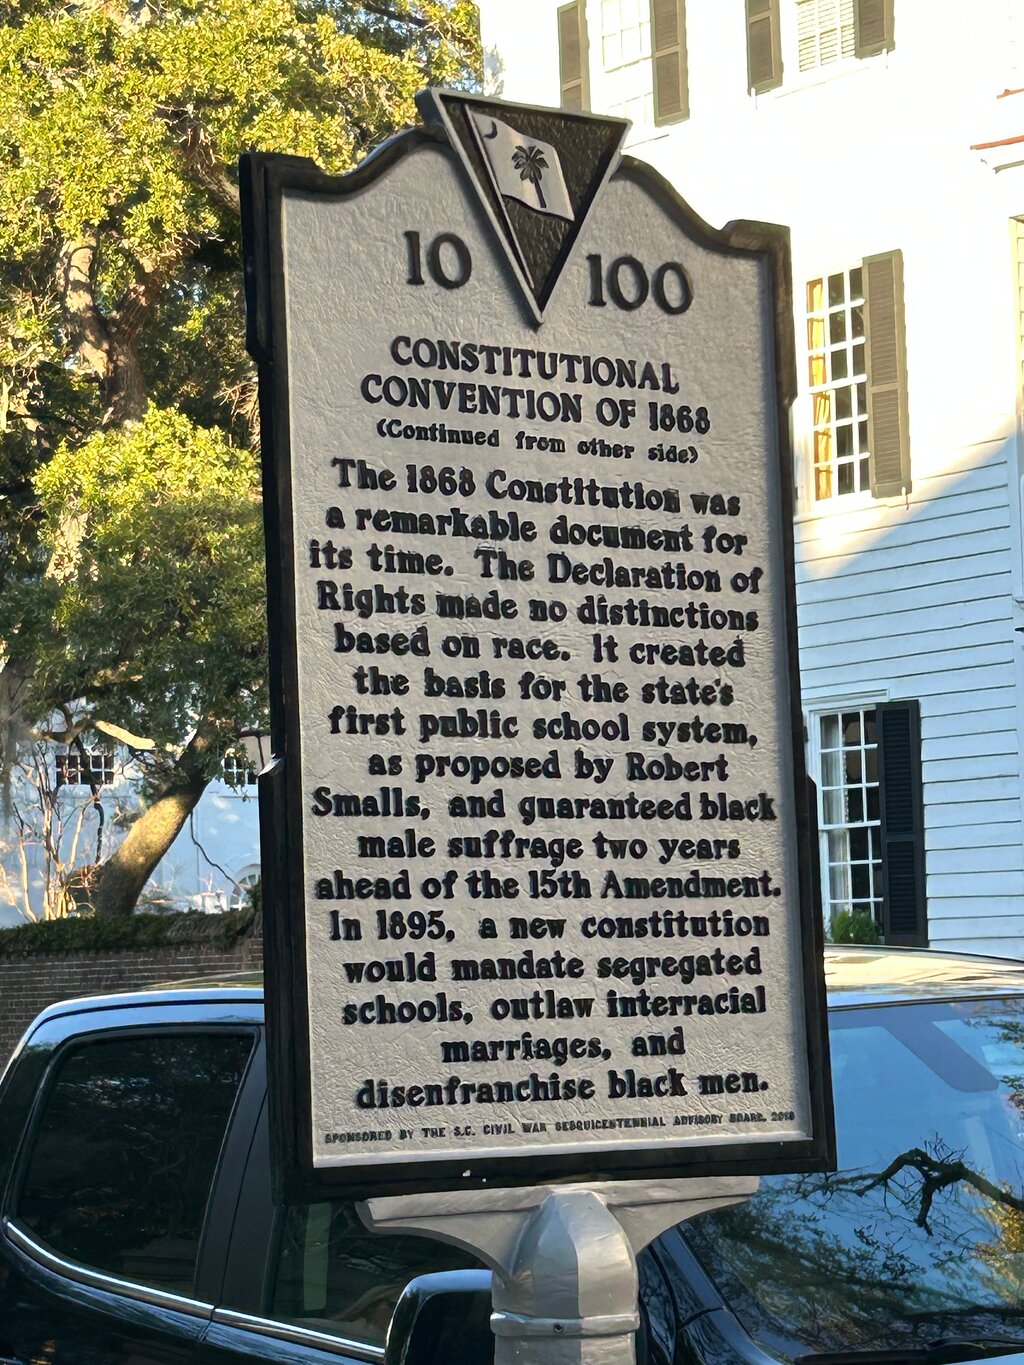 10 100
CONSTITUTIONAL
CONVENTION OF 1868
(Continued from other side)
The 1868 Constitution was
a remarkable document for
its time. The Declaration of
Rights made no distinctions
based on race. It created
the basis for the state's
first public school system,
as proposed by Robert
Smalls, and guaranteed black
male suffrage two years
ahead of the 15th Amendment.
In 1895, a new constitution
would mandate segregated
schools, outlaw interracial
marriages, and
disenfranchise black men.
SPONSORED BY THE S.C. CIVIL WAR SESQUICENTENNIAL ADVISORY BOARD, 2018